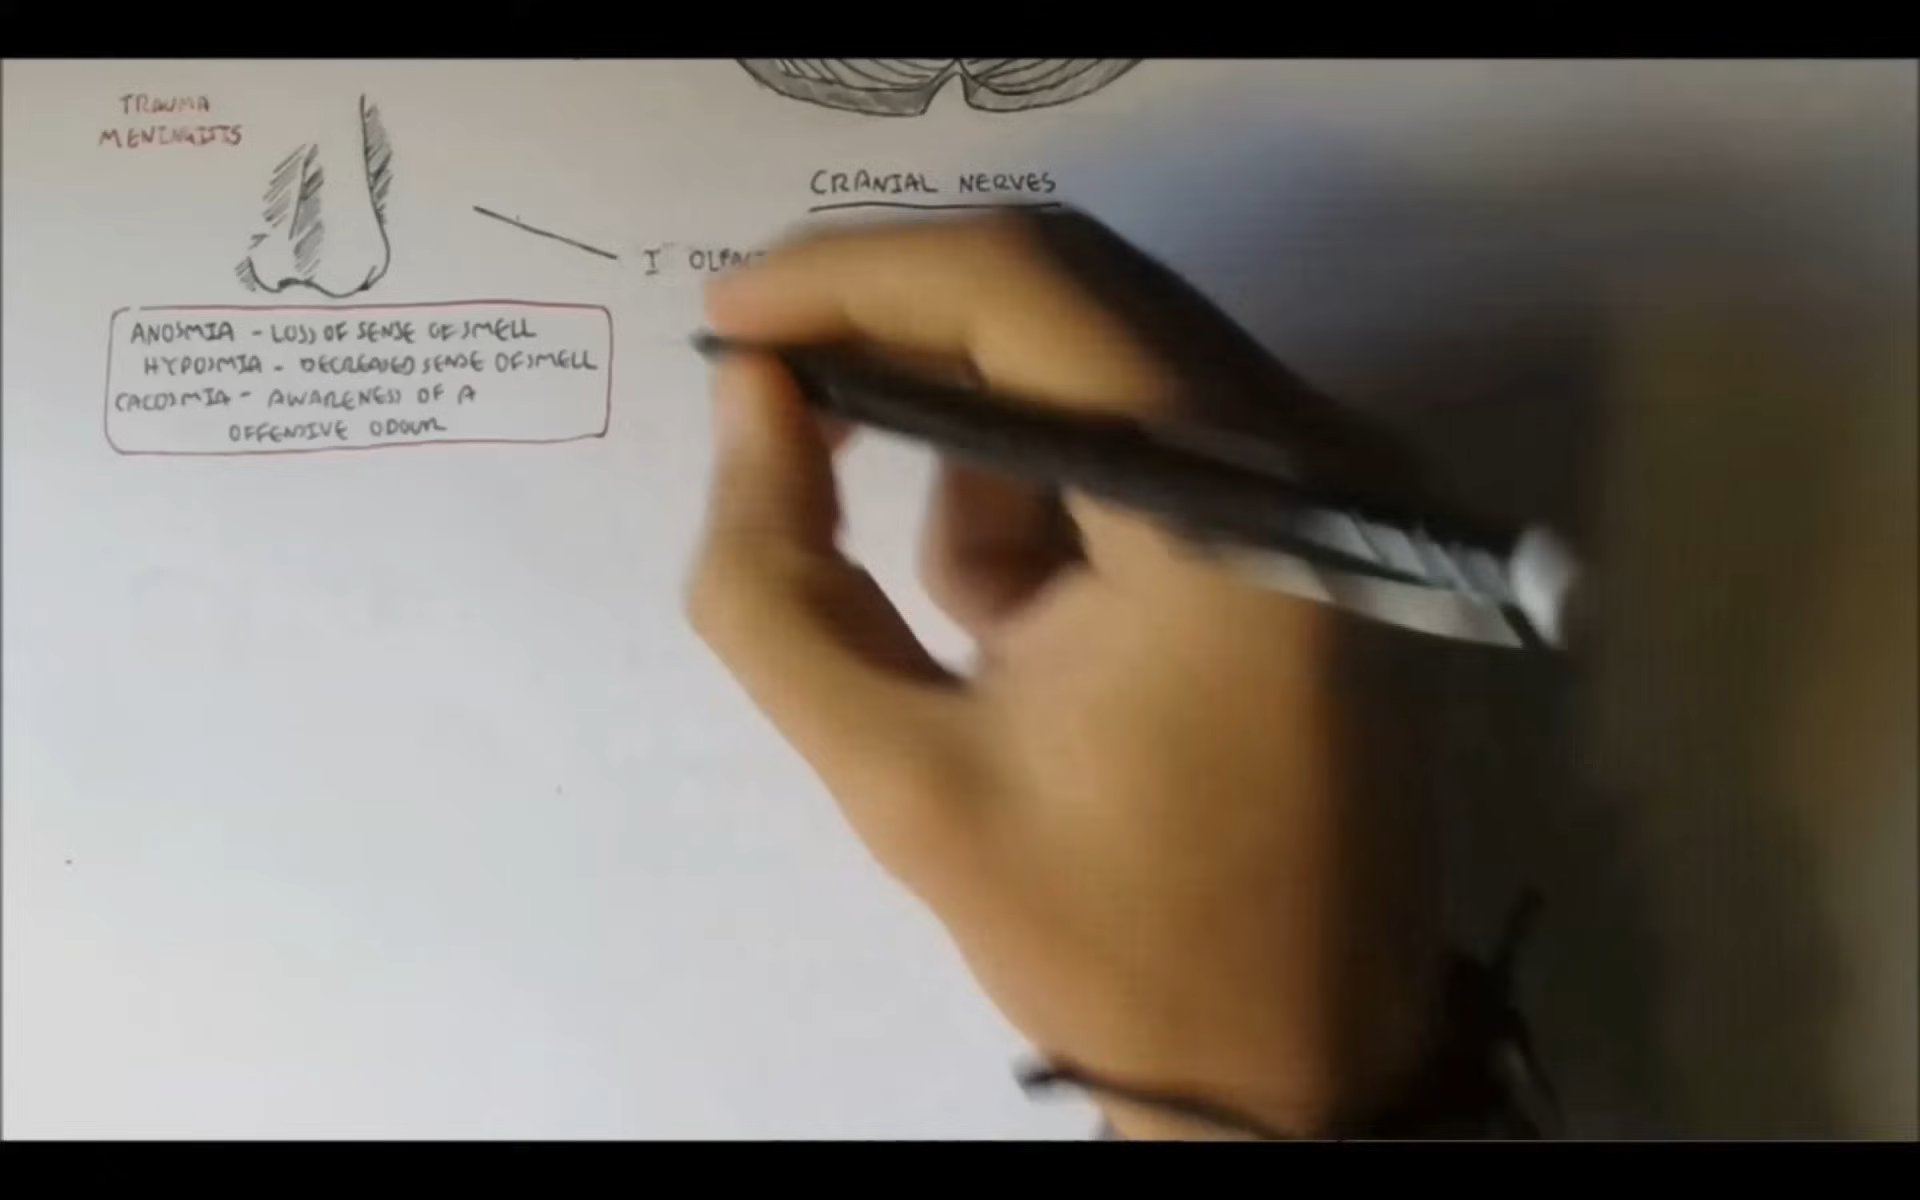 TRAUMA
MENINGITIS
CRANIAL NERVES
I
ANOSMIA - LOSS OF SENSE OF SMELL
HYPOSMIA - DECREASED SENSE OF SMELL
CACOSMIA - AWARENESS OF A
OFFENSIVE ODOUR